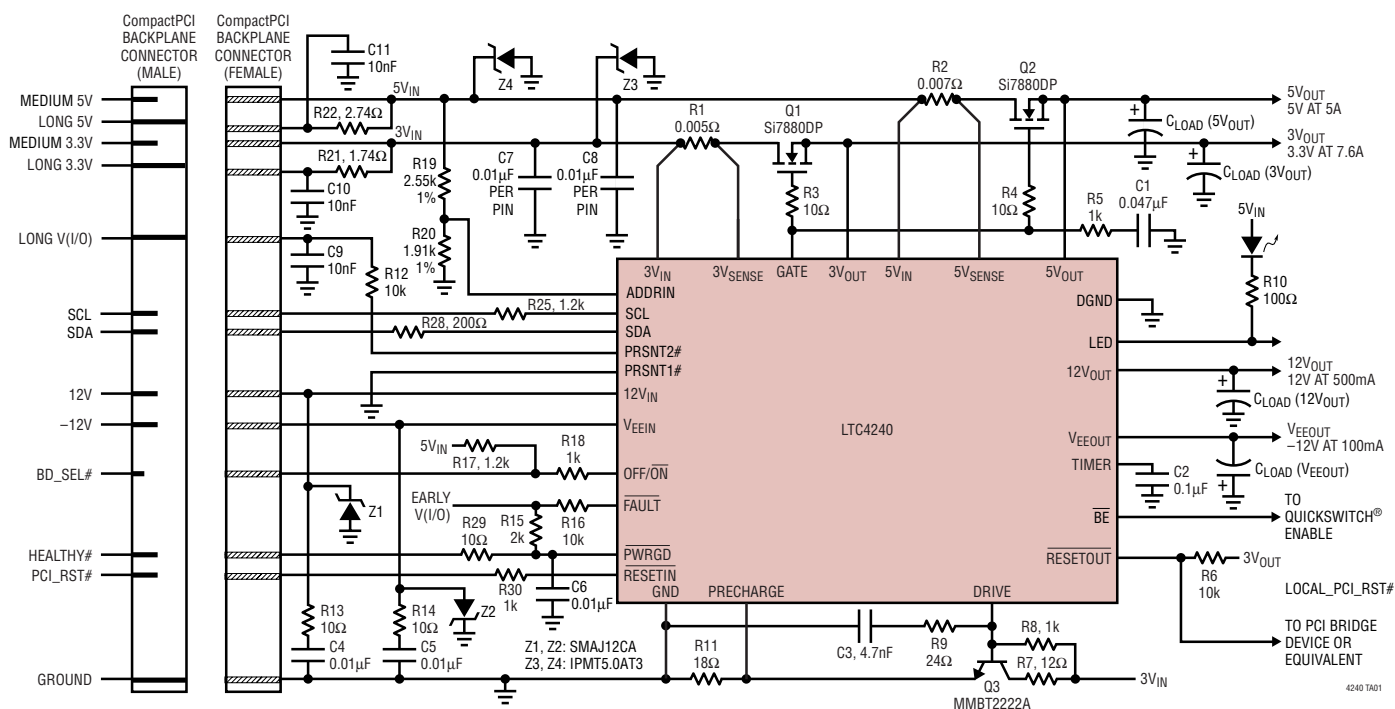 CompactPCI
BACKPLANE
CONNECTOR
(MALE)
CompactPCI
BACKPLANE
CONNECTOR
(FEMALE)
C11
10nF
Z4
Z3
R2
0.007Ω
Q2
Si7880DP
MEDIUM 5V
LONG 5V
MEDIUM 3.3V
LONG 3.3V
5VIN
R22, 2.74Ω
3VIN
R21, 1.74Ω
R1
0.005Ω
Q1
Si7880DP
5VOUT
5V AT 5A
CLOAD (5VOUT)
3VOUT
3.3V AT 7.6A
CLOAD (3VOUT)
C10
10nF
R19
2.55k
1%
C7
0.01µF
PER
PIN
C8
0.01µF
PER
PIN
R3
10Ω
R4
10Ω
R5
1k
C1
0.047µF
LONG V(I/O)
C9
10nF
R12
10k
R20
1.91k
1%
5VIN
R10
100Ω
3VIN
3VSENSE
GATE
3VOUT
5VIN
5VSENSE
5VOUT
ADDRIN
SCL
SDA
PRSNT2#
PRSNT1#
12VIN
VEEIN
OFF/ON
FAULT
PWRGD
RESETIN
GND
PRECHARGE
DRIVE
LTC4240
DGND
LED
12VOUT
VEEOUT
TIMER
BE
RESETOUT
SCL
SDA
R25, 1.2k
R28, 200Ω
12V
–12V
12VOUT
12V AT 500mA
CLOAD (12VOUT)
VEEOUT
–12V AT 100mA
CLOAD (VEEOUT)
BD_SEL#
5VIN
R17, 1.2k
R18
1k
C2
0.1µF
Z1
EARLY
V(I/O)
R15
2k
R16
10k
TO
QUICKSWITCH®
ENABLE
HEALTHY#
PCI_RST#
R29
10Ω
R30
1k
C6
0.01µF
R6
10k
3VOUT
LOCAL_PCI_RST#
R13
10Ω
C4
0.01µF
R14
10Ω
C5
0.01µF
Z2
Z1, Z2: SMAJ12CA
Z3, Z4: IPMT5.0AT3
R11
18Ω
C3, 4.7nF
R9
24Ω
R8, 1k
R7, 12Ω
Q3
MMBT2222A
3VIN
TO PCI BRIDGE
DEVICE OR
EQUIVALENT
GROUND
4240 TA01